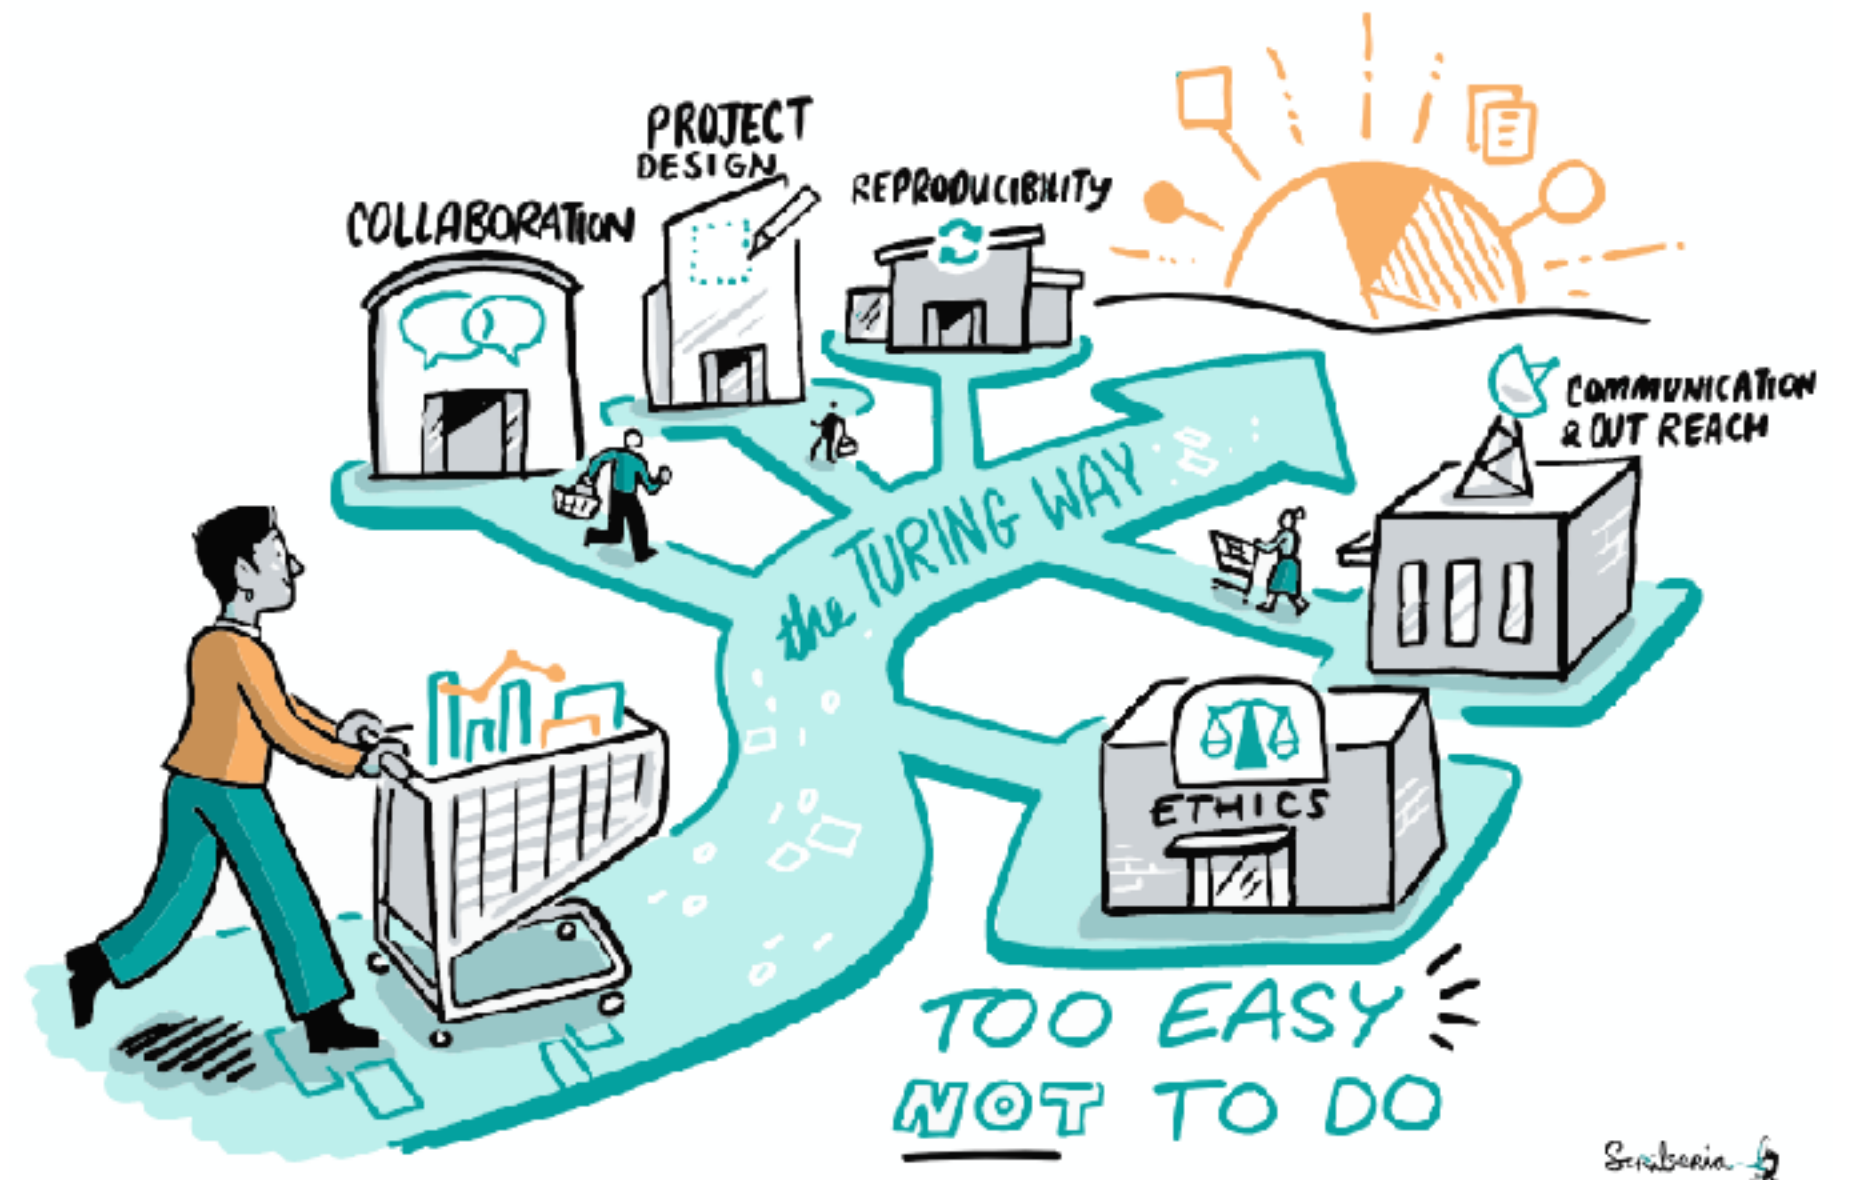 PROJECT
DESIGN
COLLABORATION
REPRODUCIBILITY
COMMUNICATION
& OUT REACH
the TURING WAY
ETHICS
TOO EASY
NOT TO DO
Scriberia